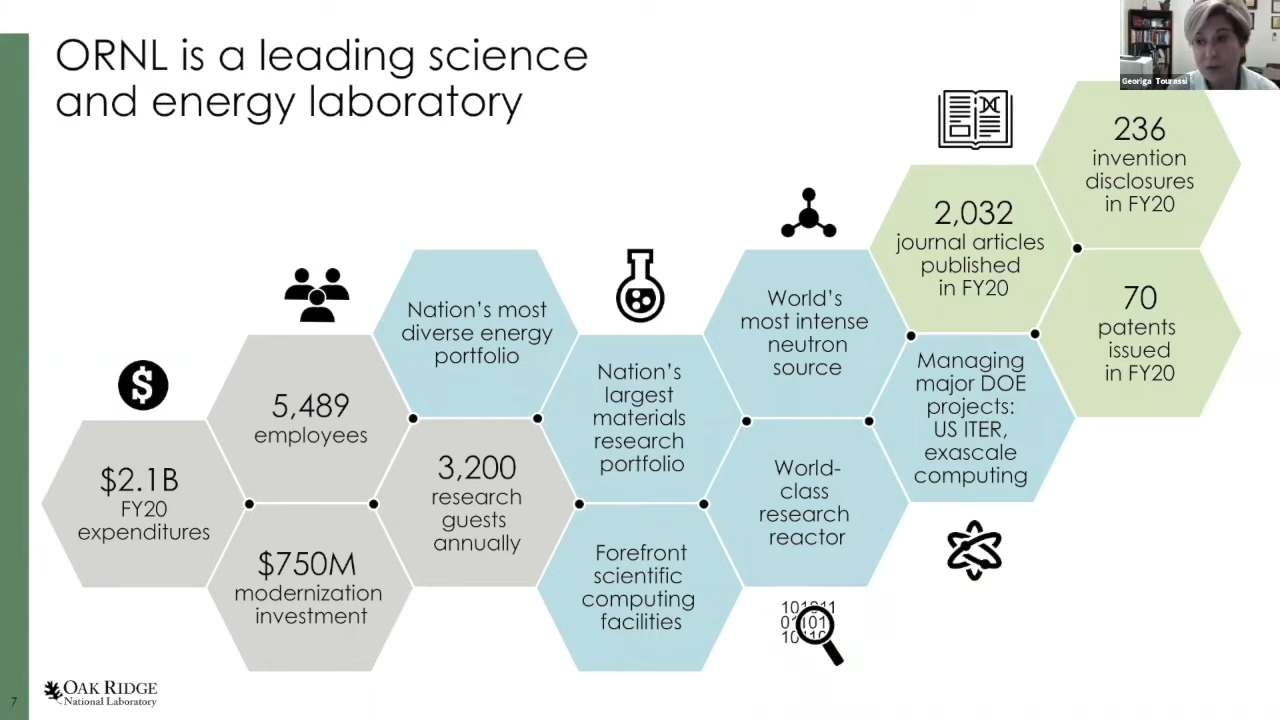 ORNL is a leading science
and energy laboratory
Georiga Tourassi
236
invention
disclosures
in FY20
2,032
journal articles
published
in FY20
70
patents
issued
in FY20
World's
most intense
neutron
source
Managing
major DOE
projects:
US ITER,
exascale
computing
Nation's most
diverse energy
portfolio
Nation's
largest
materials
research
portfolio
World-
class
research
reactor
5,489
employees
3,200
research
guests
annually
$
$2.1B
FY20
expenditures
$750M
modernization
investment
Forefront
scientific
computing
facilities
101011
01101
10110
OAK RIDGE
National Laboratory
7